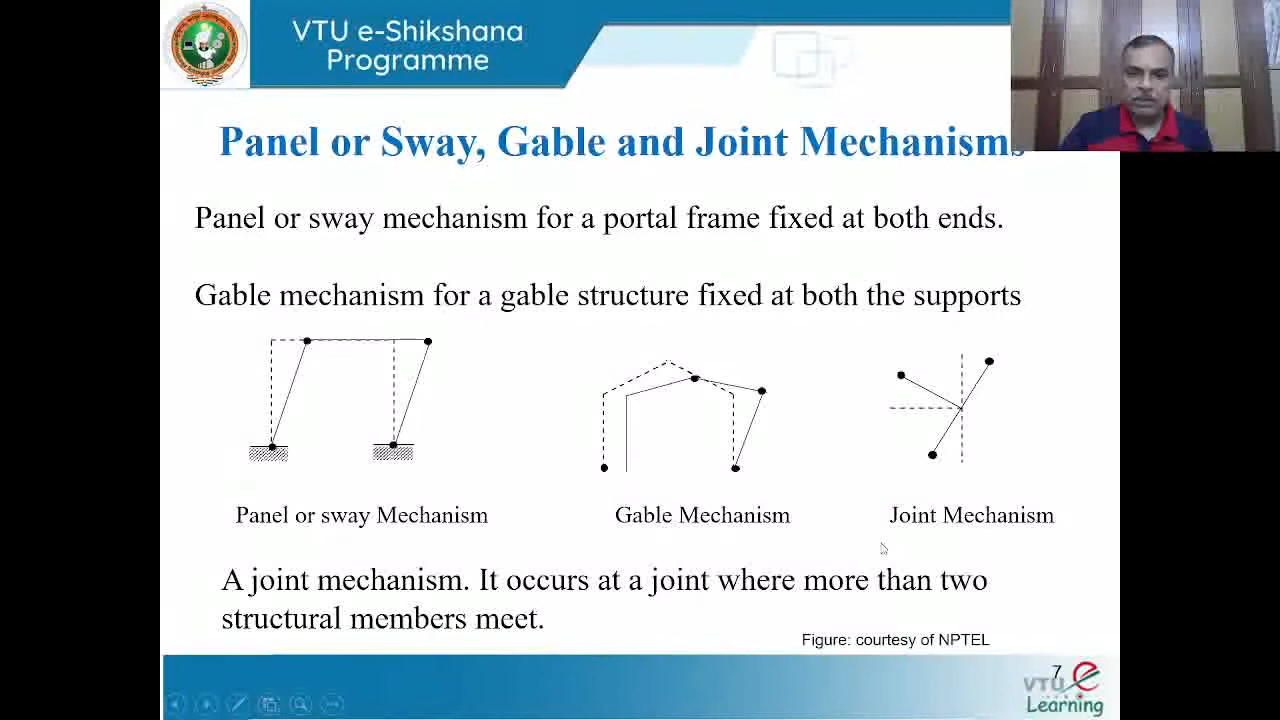 VTU e-Shikshana
Programme
Panel or Sway, Gable and Joint Mechanisms
Panel or sway mechanism for a portal frame fixed at both ends.
Gable mechanism for a gable structure fixed at both the supports
Panel or sway Mechanism
Gable Mechanism
Joint Mechanism
A joint mechanism. It occurs at a joint where more than two
structural members meet.
Figure: courtesy of NPTEL
7
VTU e
Learning